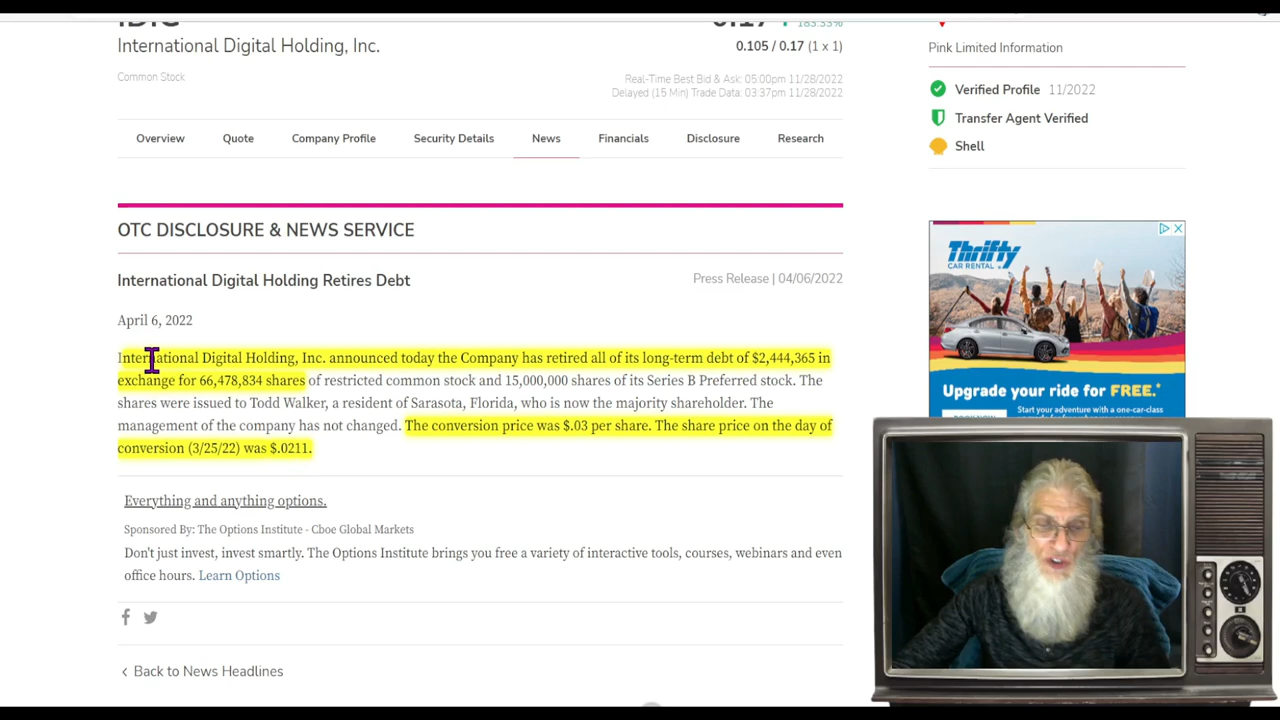 International Digital Holding, Inc.
0.105 / 0.17 (1 x 1)
Pink Limited Information
Common Stock
Real-Time Best Bid & Ask: 05:00pm 11/28/2022
Delayed (15 Min) Trade Data: 03:37pm 11/28/2022
Verified Profile 11/2022
Transfer Agent Verified
Shell
Overview Quote Company Profile Security Details News Financials Disclosure Research
OTC DISCLOSURE & NEWS SERVICE
International Digital Holding Retires Debt
Press Release | 04/06/2022
April 6, 2022
International Digital Holding, Inc. announced today the Company has retired all of its long-term debt of $2,444,365 in
exchange for 66,478,834 shares of restricted common stock and 15,000,000 shares of its Series B Preferred stock. The
shares were issued to Todd Walker, a resident of Sarasota, Florida, who is now the majority shareholder. The
management of the company has not changed. The conversion price was $.03 per share. The share price on the day of
conversion (3/25/22) was $.0211.
Everything and anything options.
Sponsored By: The Options Institute - Cboe Global Markets
Don't just invest, invest smartly. The Options Institute brings you free a variety of interactive tools, courses, webinars and even
office hours. Learn Options
Back to News Headlines
Thrifty
CAR RENTAL
Upgrade your ride for FREE.*
Start your adventure with a one-car-class